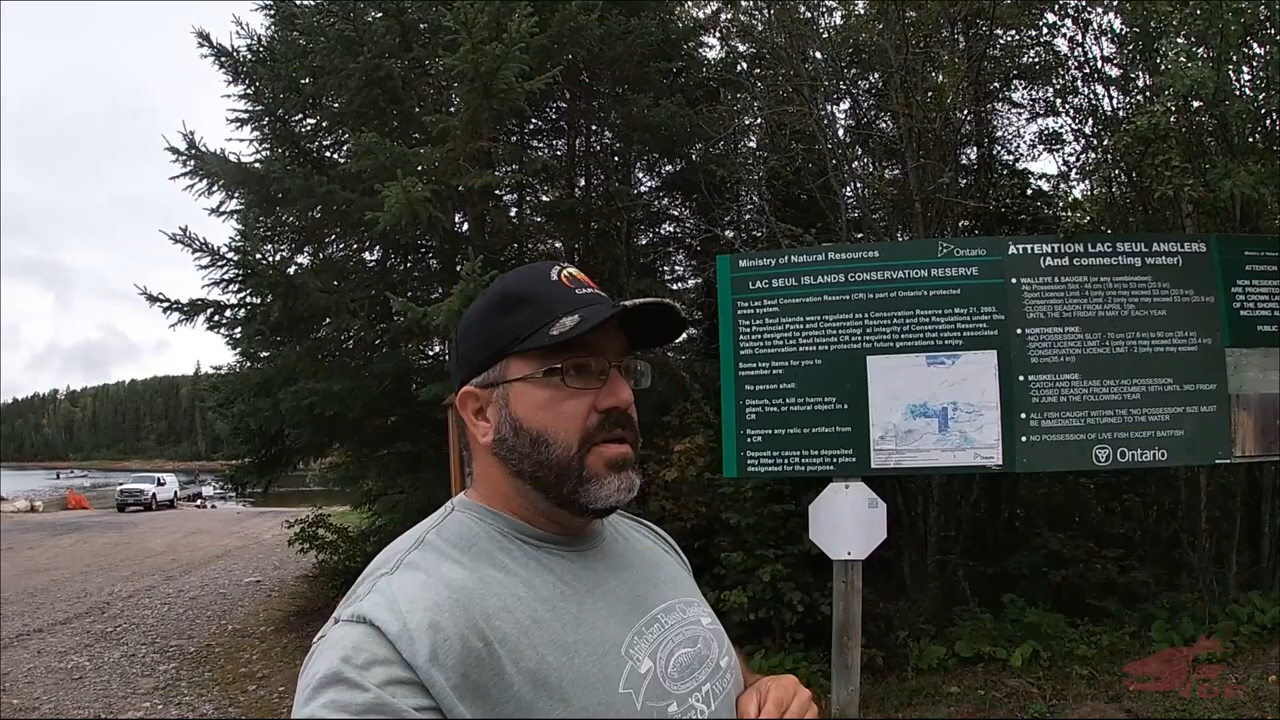 Ministry of Natural Resources
Ontario
LAC SEUL ISLANDS CONSERVATION RESERVE
The Lac Seul Conservation Reserve (CR) is part of Ontario's protected
areas system.
The Lac Seul Islands were regulated as a Conservation Reserve on May 21, 2003.
The Provincial Parks and Conservation Reserves Act and the Regulations under this
Act are designed to protect the ecological integrity of Conservation Reserves.
Visitors to the Lac Seul Islands CR are required to ensure that values associated
with Conservation areas are protected for future generations to enjoy.
Some key items for you to
remember are:
No person shall:
• Disturb, cut, kill or harm any
plant, tree, or natural object in a
CR
• Remove any relic or artifact from
a CR
• Deposit or cause to be deposited
any litter in a CR except in a place
designated for the purpose.
Ontario
ATTENTION LAC SEUL ANGLERS
(And connecting water)
• WALLEYE & SAUGER (or any combination):
-No Possession Slot - 46 cm (18 in) to 53 cm (20.9 in)
-Sport Licence Limit - 4 (only one may exceed 53 cm (20.9 in))
-Conservation Licence Limit - 2 (only one may exceed 53 cm (20.9 in))
-CLOSED SEASON FROM APRIL 15th
UNTIL THE 3rd FRIDAY IN MAY OF EACH YEAR
• NORTHERN PIKE:
-NO POSSESSION SLOT - 70 cm (27.6 in) to 90 cm (35.4 in)
-SPORT LICENCE LIMIT - 4 (only one may exceed 90cm (35.4 in))
-CONSERVATION LICENCE LIMIT - 2 (only one may exceed
90 cm(35.4 in))
• MUSKELLUNGE:
-CATCH AND RELEASE ONLY-NO POSSESSION
-CLOSED SEASON FROM DECEMBER 16TH UNTIL 3RD FRIDAY
IN JUNE IN THE FOLLOWING YEAR
• ALL FISH CAUGHT WITHIN THE "NO POSSESSION" SIZE MUST
BE IMMEDIATELY RETURNED TO THE WATER
• NO POSSESSION OF LIVE FISH EXCEPT BAITFISH
Ontario
ATTENTION
NON RESIDEN
ARE PROHIBITED
ON CROWN LA
OF THE SHOREL
INCLUDING AL
PUBLIC
CAMP
Atikokan Bass Classic
Since '87